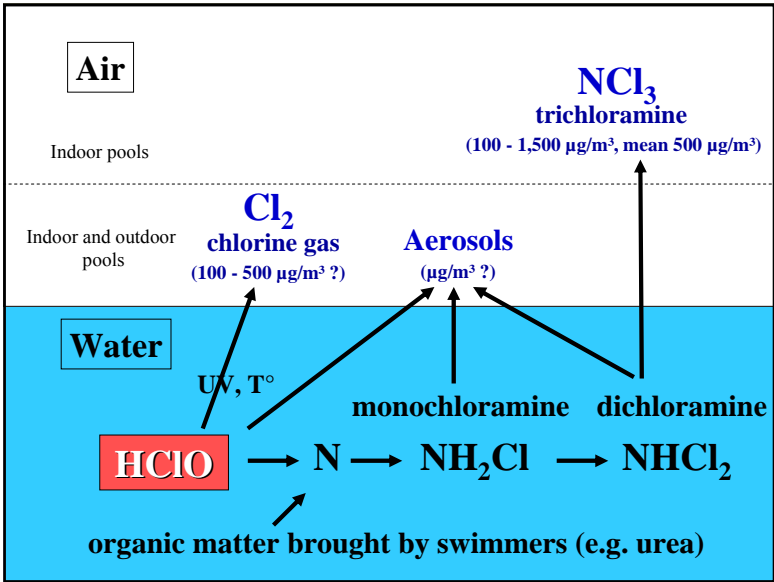 Air
NCl₃
trichloramine
(100 - 1,500 µg/m³, mean 500 µg/m³)
Indoor pools
Cl₂
chlorine gas
(100 - 500 µg/m³ ?)
Aerosols
(µg/m³ ?)
Indoor and outdoor
pools
Water
UV, T°
monochloramine
dichloramine
HClO
N
NH₂Cl
NHCl₂
organic matter brought by swimmers (e.g. urea)